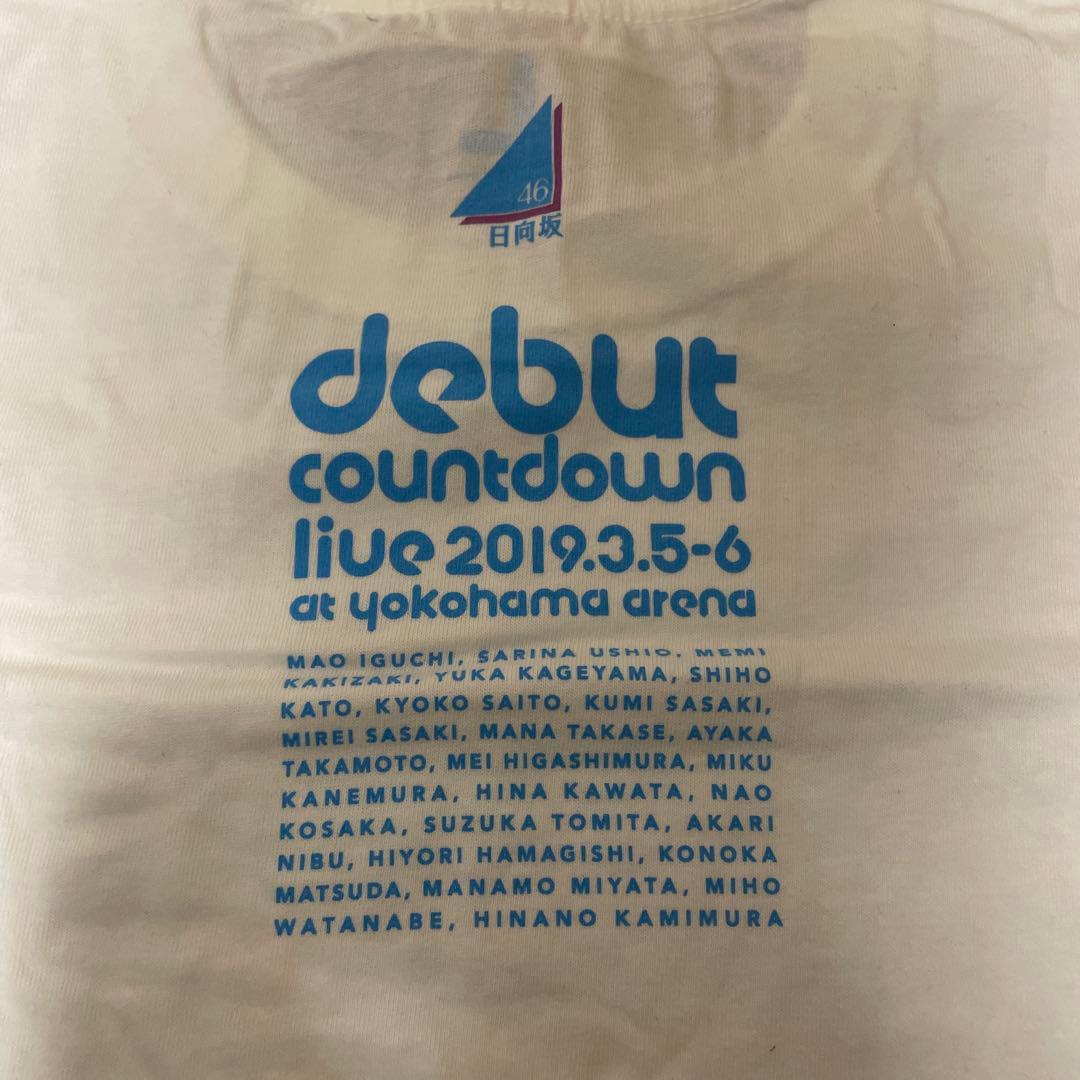 46
日向坂
debut
countdown
live 2019.3.5-6
at yokohama arena
MAO IGUCHI, SARINA USHIO, MEMI
KAKIZAKI, YUKA KAGEYAMA, SHIHO
KATO, KYOKO SAITO, KUMI SASAKI,
MIREI SASAKI, MANA TAKASE, AYAKA
TAKAMOTO, MEI HIGASHIMURA, MIKU
KANEMURA, HINA KAWATA, NAO
KOSAKA, SUZUKA TOMITA, AKARI
NIBU, HIYORI HAMAGISHI, KONOKA
MATSUDA, MANAMO MIYATA, MIHO
WATANABE, HINANO KAMIMURA